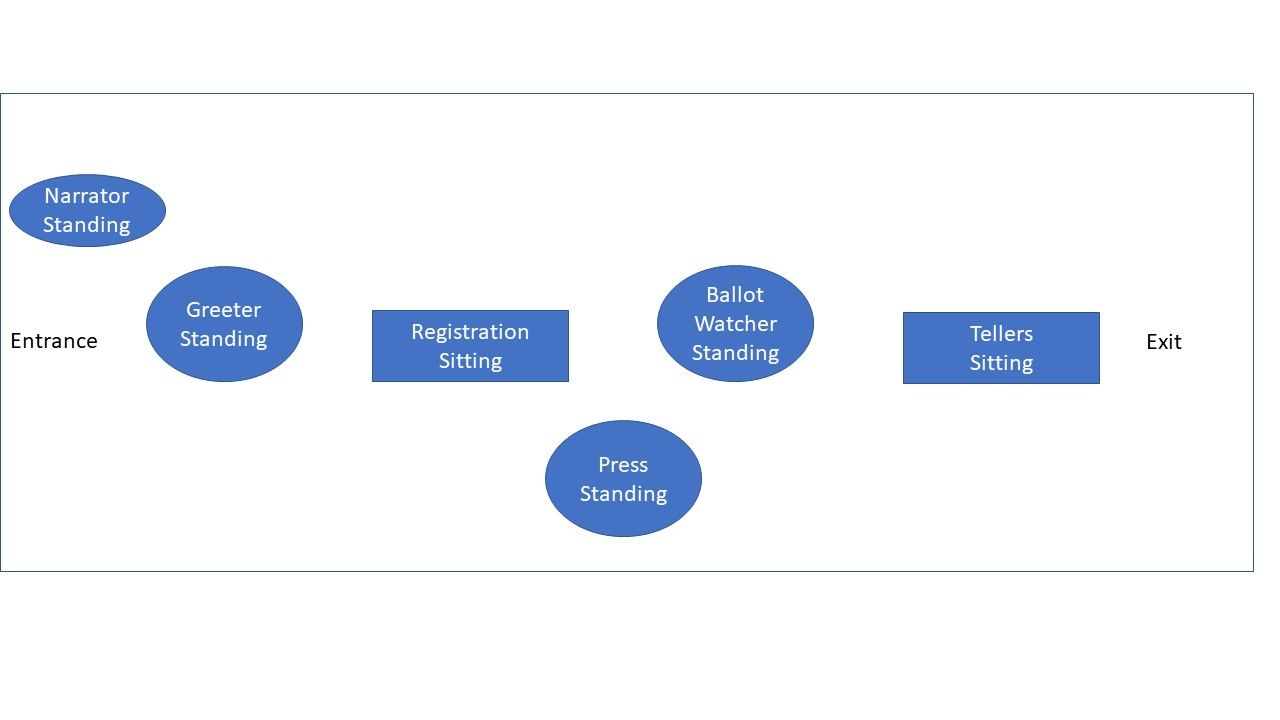 Narrator
Standing
Entrance
Greeter
Standing
Registration
Sitting
Ballot
Watcher
Standing
Tellers
Sitting
Exit
Press
Standing